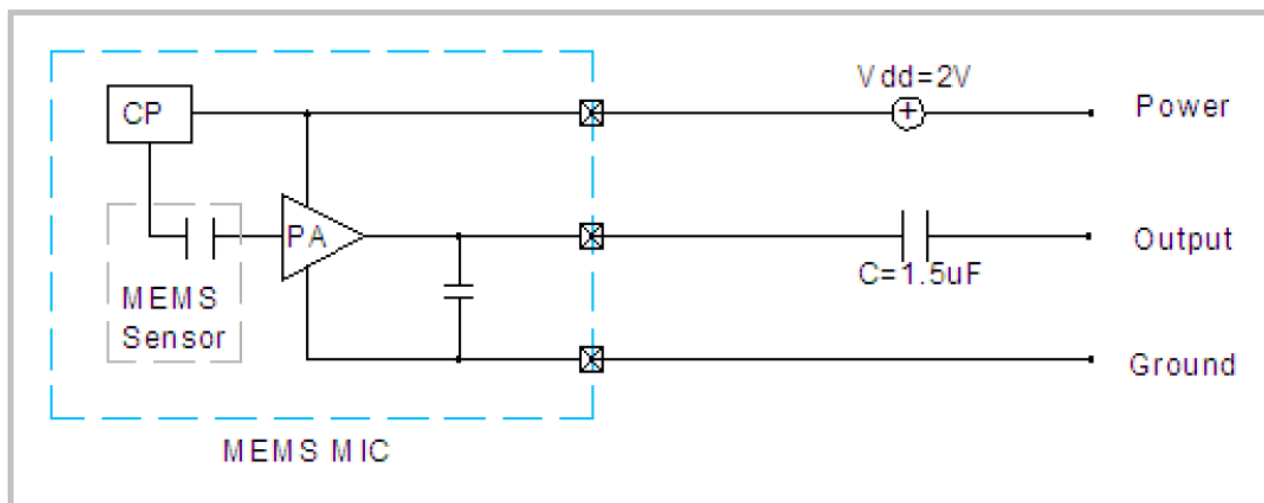 Vdd=2V
CP
Power
PA
Output
C=1.5uF
MEMS
Sensor
Ground
MEMS MIC